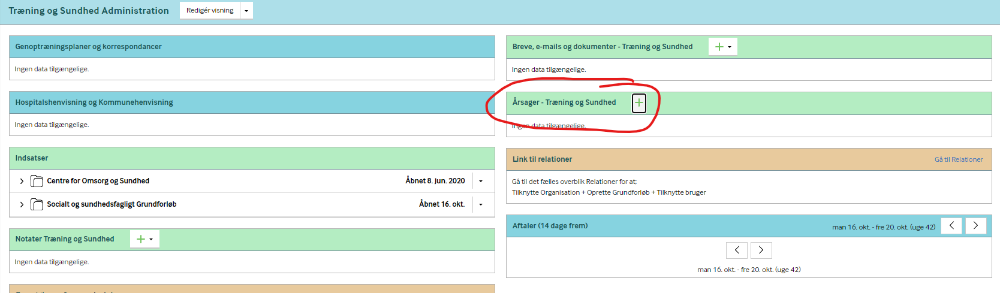 Træning og Sundhed Administration
Redigér visning
Genoptræningsplaner og korrespondancer
Ingen data tilgængelige.
Hospitalshenvisning og Kommunehenvisning
Ingen data tilgængelige.
Indsatser
Centre for Omsorg og Sundhed Åbnet 8. jun. 2020
Socialt og sundhedsfagligt Grundforløb Åbnet 16. okt.
Notater Træning og Sundhed
Ingen data tilgængelige.
Breve, e-mails og dokumenter - Træning og Sundhed
Ingen data tilgængelige.
Årsager - Træning og Sundhed
Ingen data tilgængelige.
Link til relationer Gå til Relationer
Gå til det fælles overblik Relationer for at;
Tilknytte Organisation + Oprette Grundforløb + Tilknytte bruger
Aftaler (14 dage frem) man 16. okt. - fre 20. okt. (uge 42)
man 16. okt. - fre 20. okt. (uge 42)